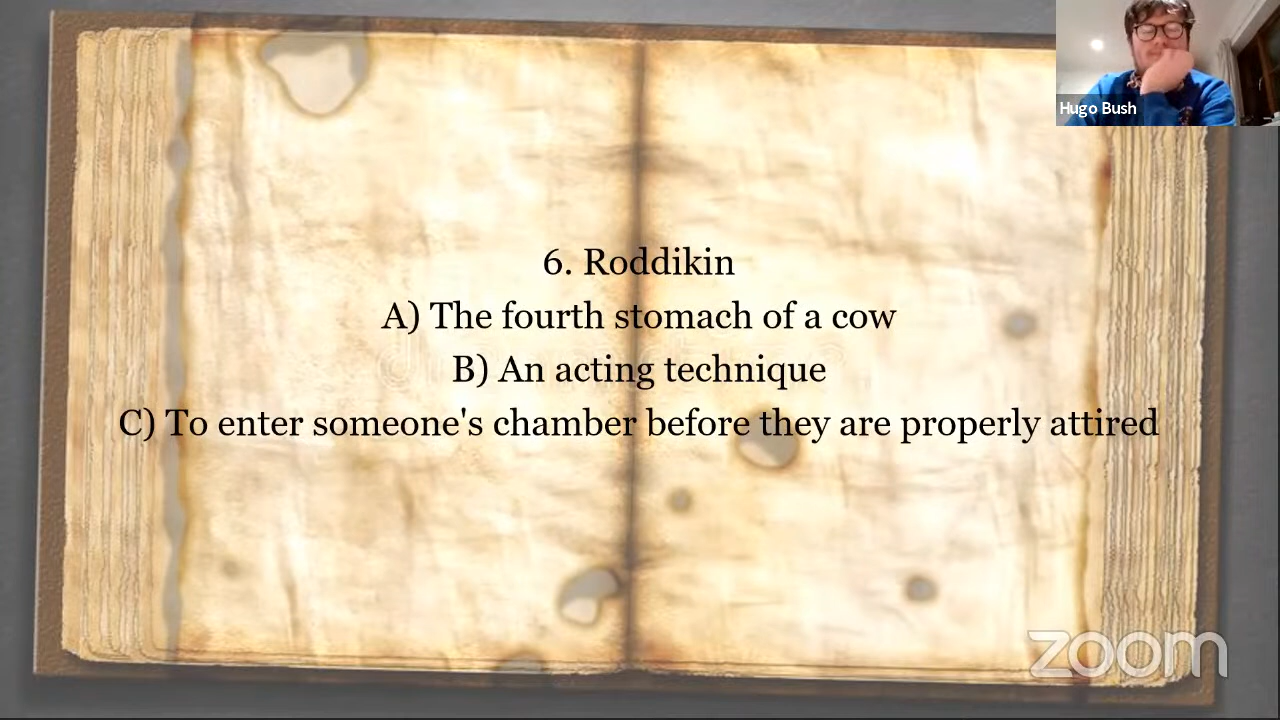 Hugo Bush
6. Roddikin
A) The fourth stomach of a cow
B) An acting technique
C) To enter someone's chamber before they are properly attired
zoom